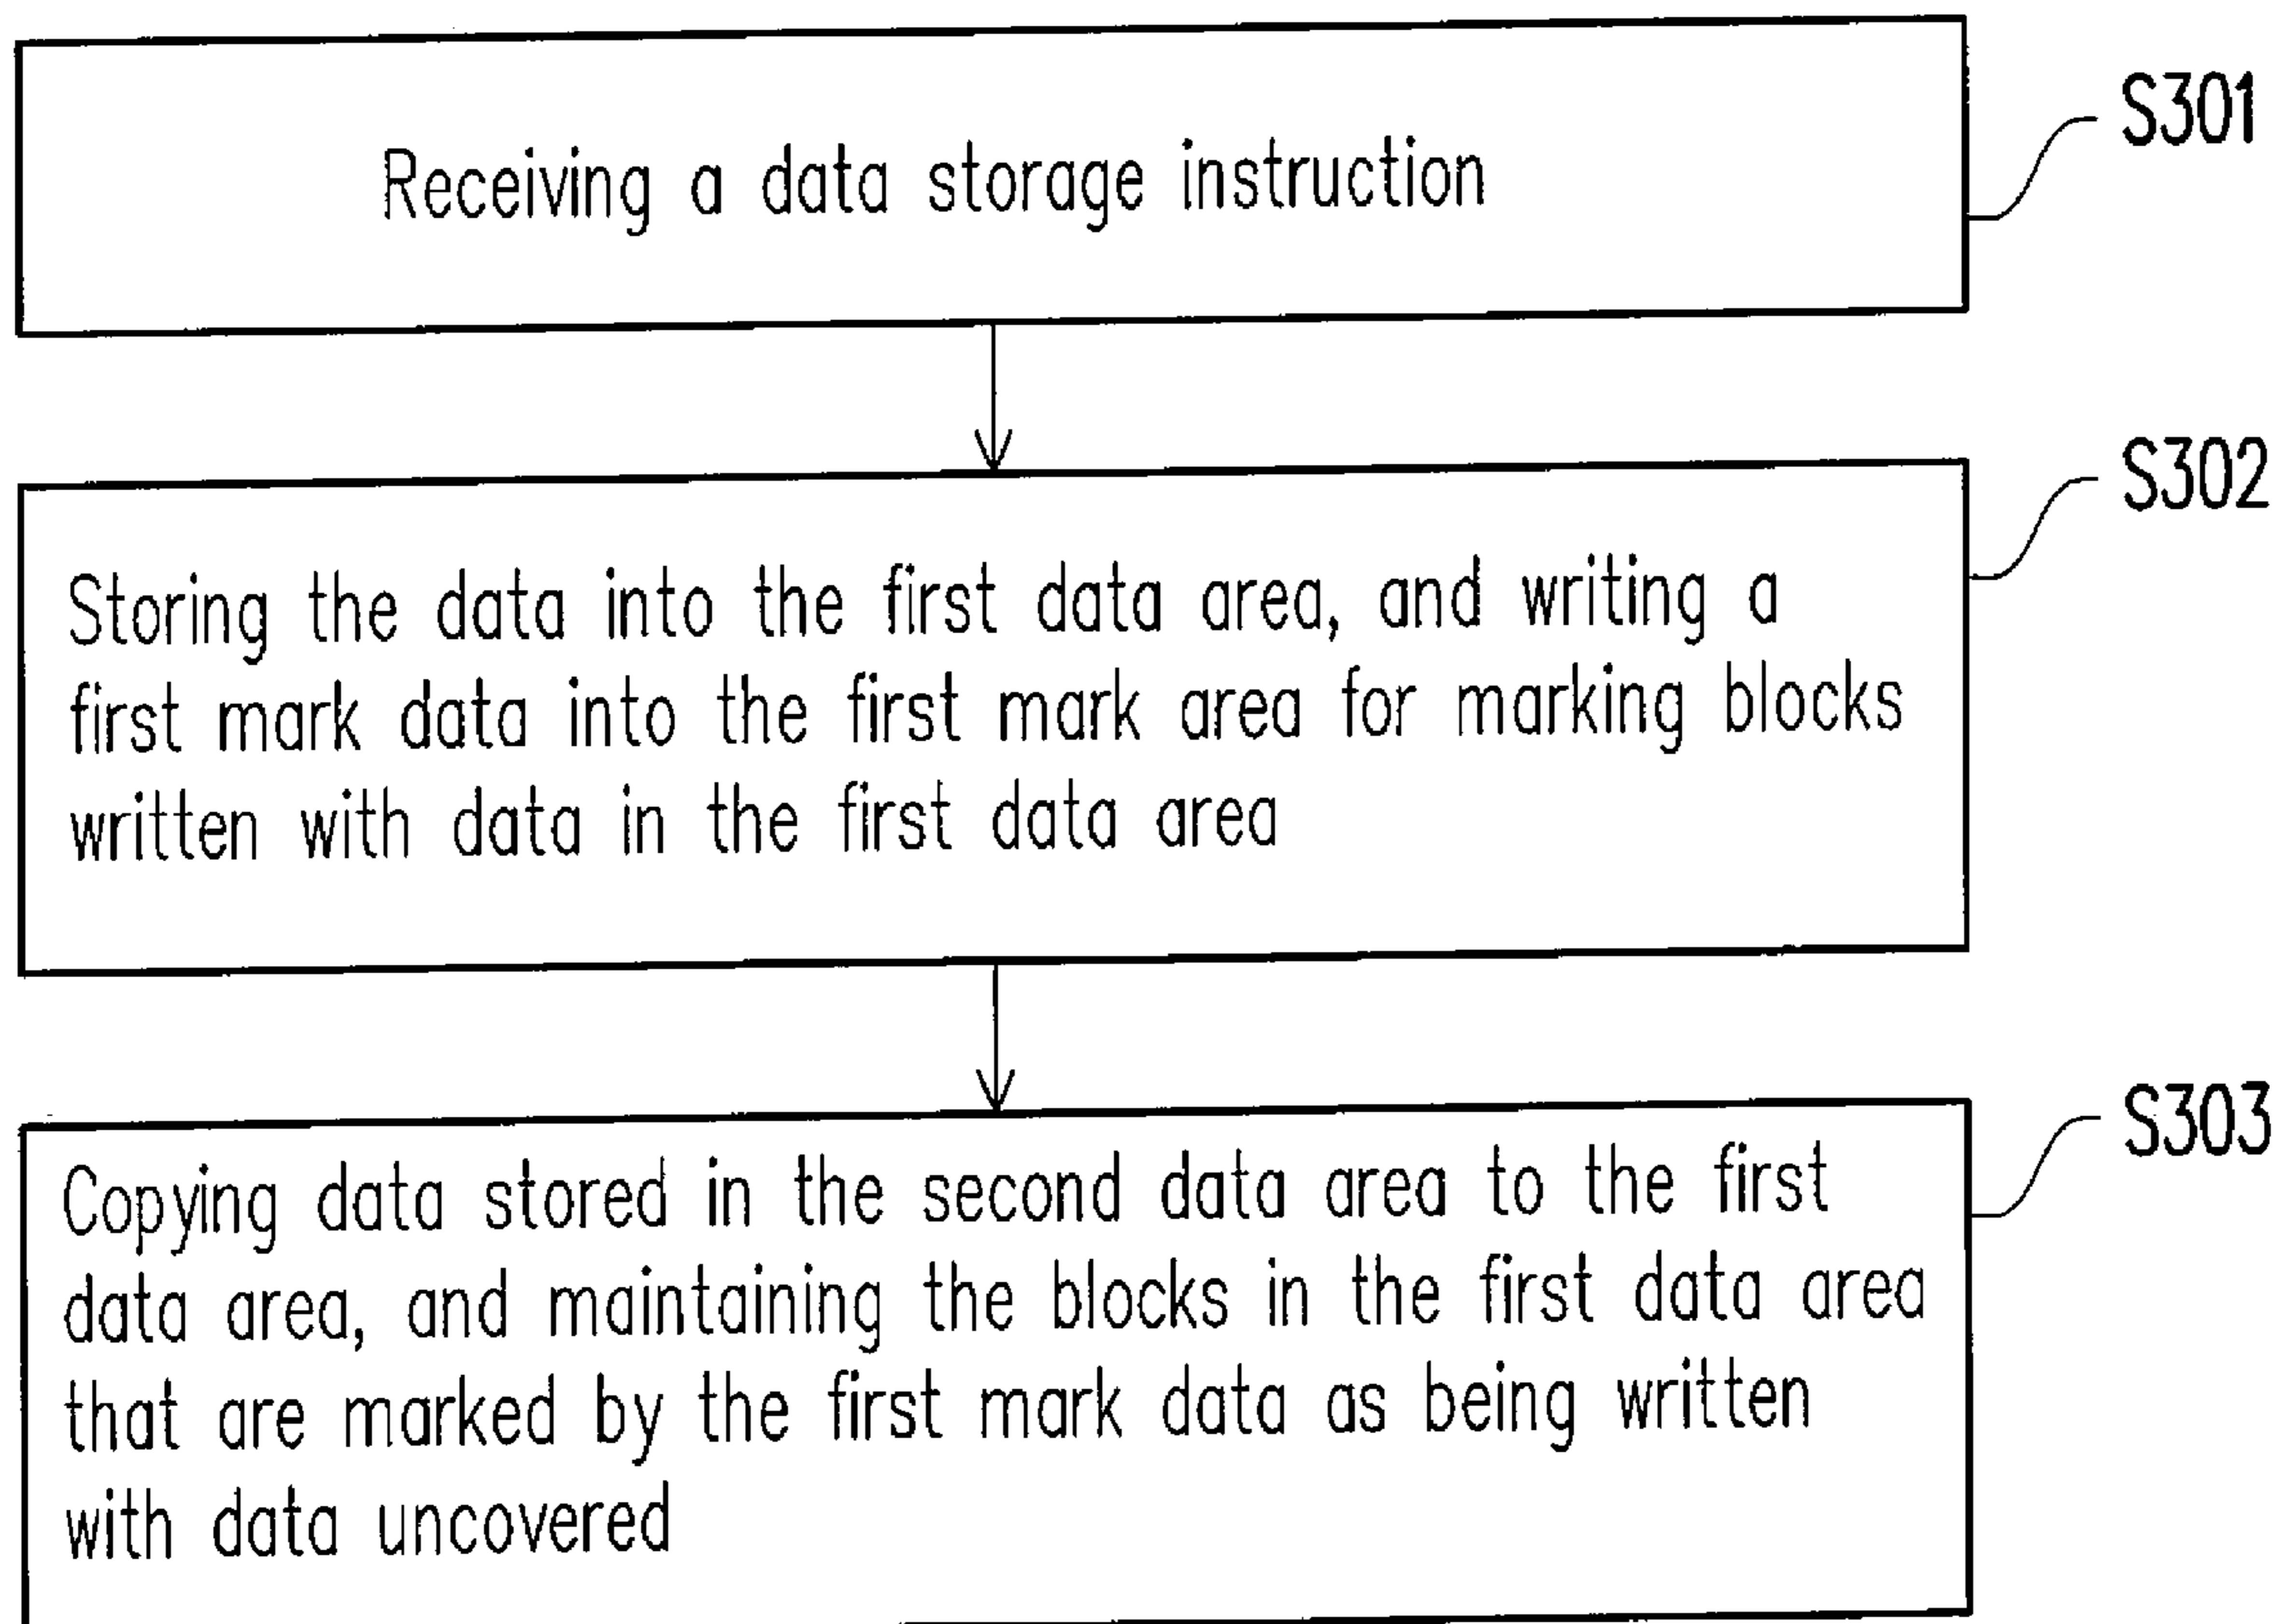 Receiving a data storage instruction
S301
Storing the data into the first data area, and writing a
first mark data into the first mark area for marking blocks
written with data in the first data area
S302
Copying data stored in the second data area to the first
data area, and maintaining the blocks in the first data area
that are marked by the first mark data as being written
with data uncovered
S303